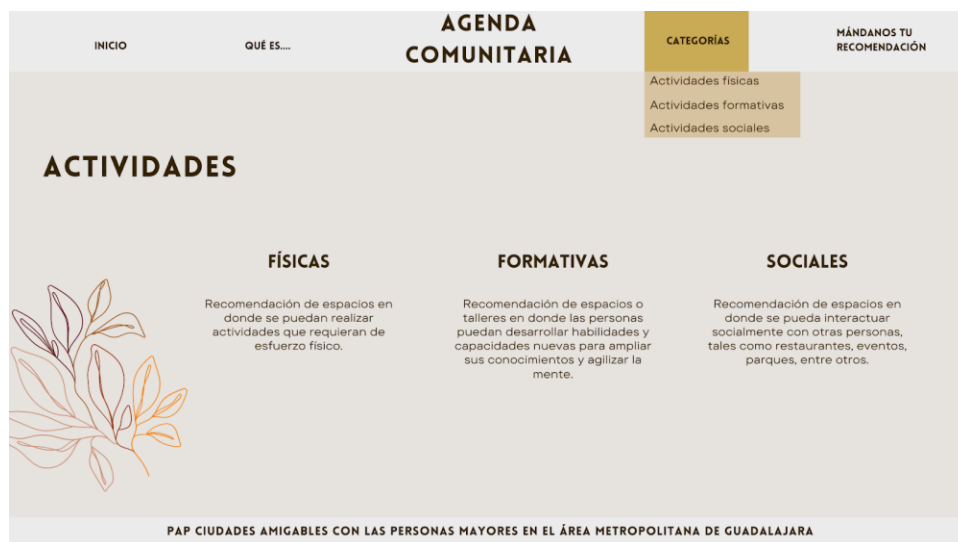 INICIO
QUÉ ES....
AGENDA
COMUNITARIA
CATEGORÍAS
MÁNDANOS TU
RECOMENDACIÓN
Actividades físicas
Actividades formativas
Actividades sociales
ACTIVIDADES
FÍSICAS
Recomendación de espacios en
donde se puedan realizar
actividades que requieran de
esfuerzo físico.
FORMATIVAS
Recomendación de espacios o
talleres en donde las personas
puedan desarrollar habilidades y
capacidades nuevas para ampliar
sus conocimientos y agilizar la
mente.
SOCIALES
Recomendación de espacios en
donde se pueda interactuar
socialmente con otras personas,
tales como restaurantes, eventos,
parques, entre otros.
PAP CIUDADES AMIGABLES CON LAS PERSONAS MAYORES EN EL ÁREA METROPOLITANA DE GUADALAJARA